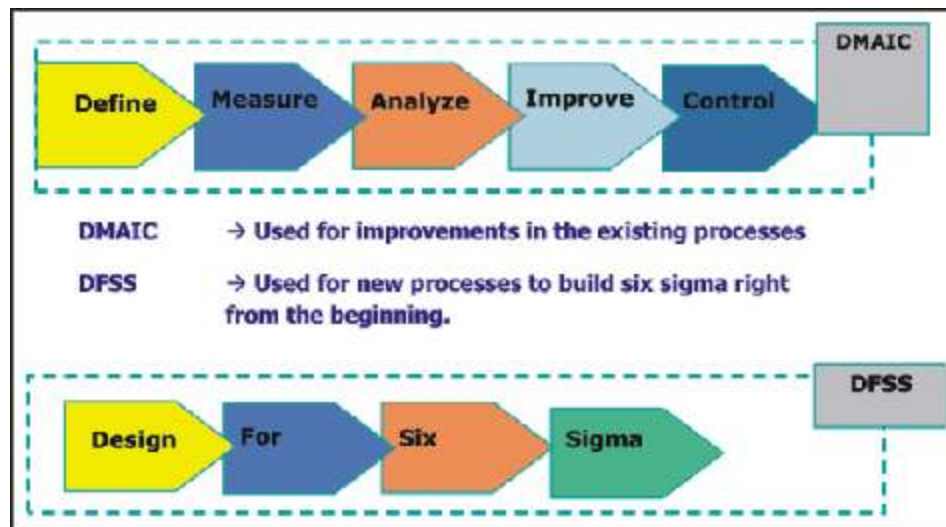 DMAIC
Define
Measure
Analyze
Improve
Control
DMAIC → Used for improvements in the existing processes
DFSS → Used for new processes to build six sigma right
from the beginning.
DFSS
Design
For
Six
Sigma